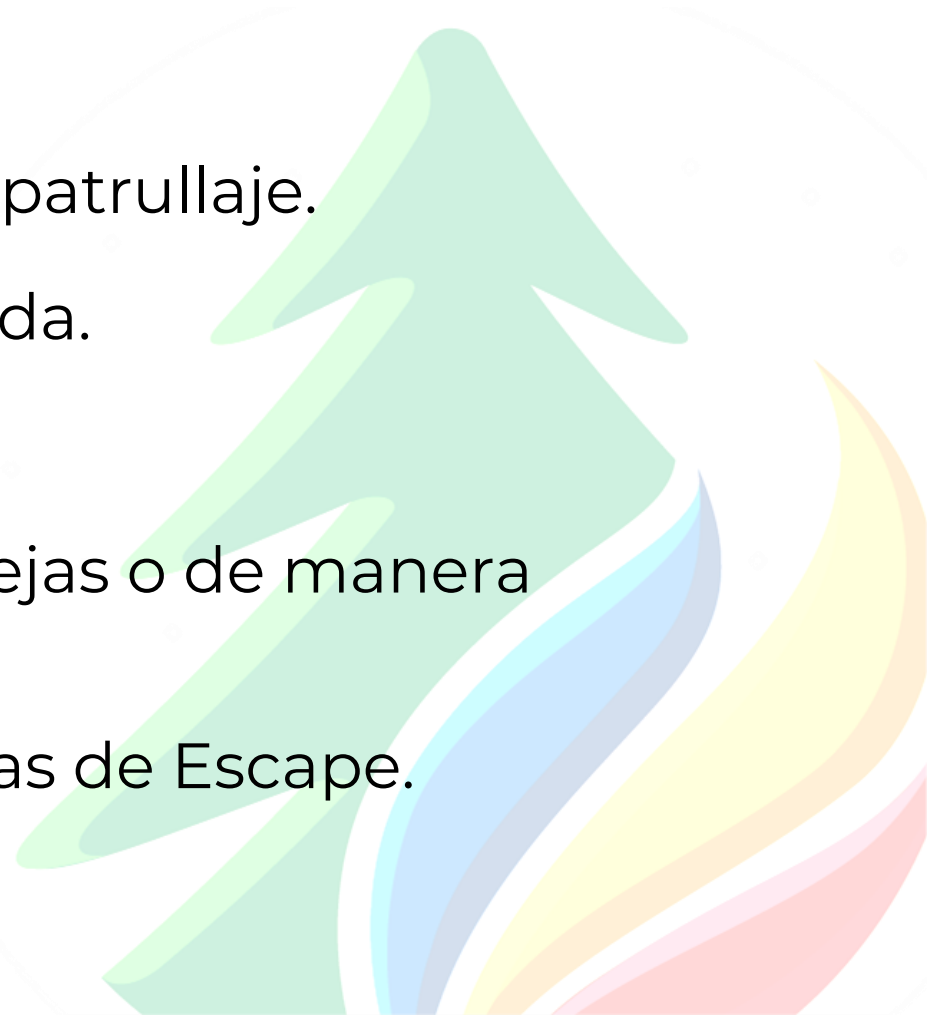 patrullaje.
da.
ejas o de manera
as de Escape.